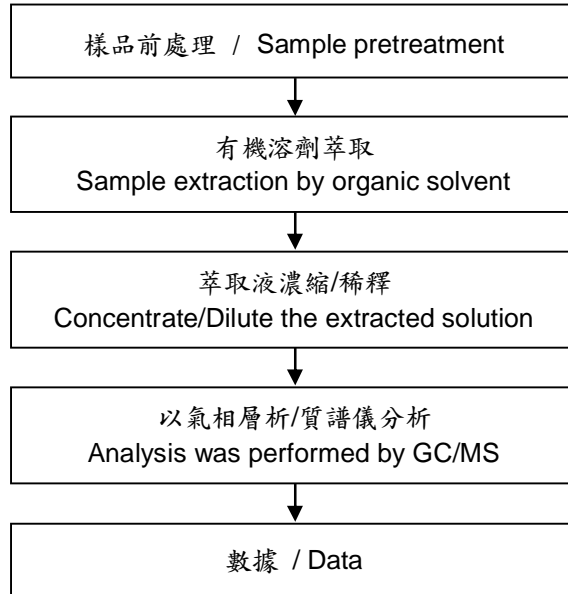 樣品前處理 / Sample pretreatment
有機溶劑萃取
Sample extraction by organic solvent
萃取液濃縮/稀釋
Concentrate/Dilute the extracted solution
以氣相層析/質譜儀分析
Analysis was performed by GC/MS
數據 / Data